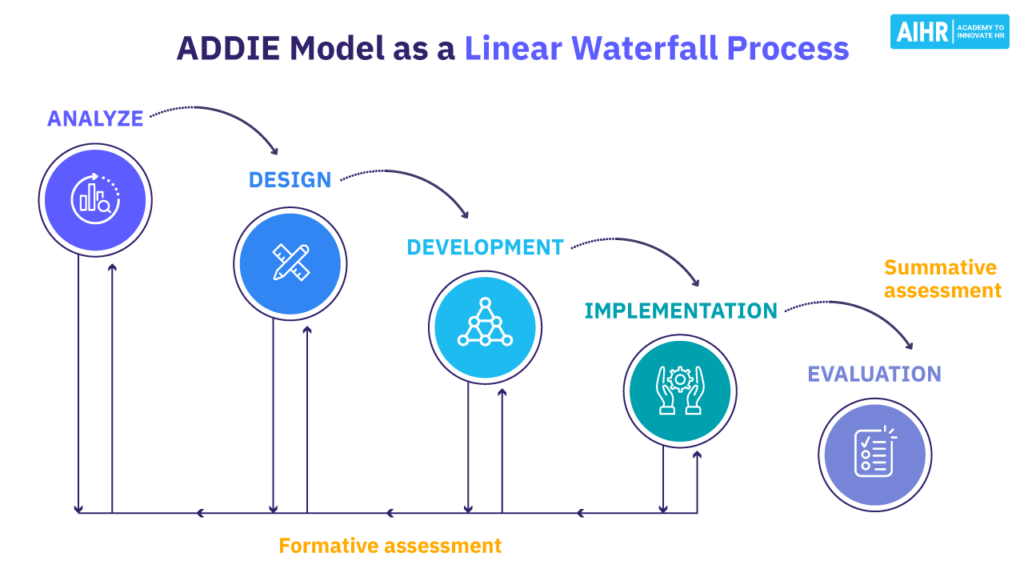 ADDIE Model as a Linear Waterfall Process
AIHR
ACADEMY TO
INNOVATE HR
ANALYZE
DESIGN
DEVELOPMENT
IMPLEMENTATION
Summative
assessment
EVALUATION
Formative assessment